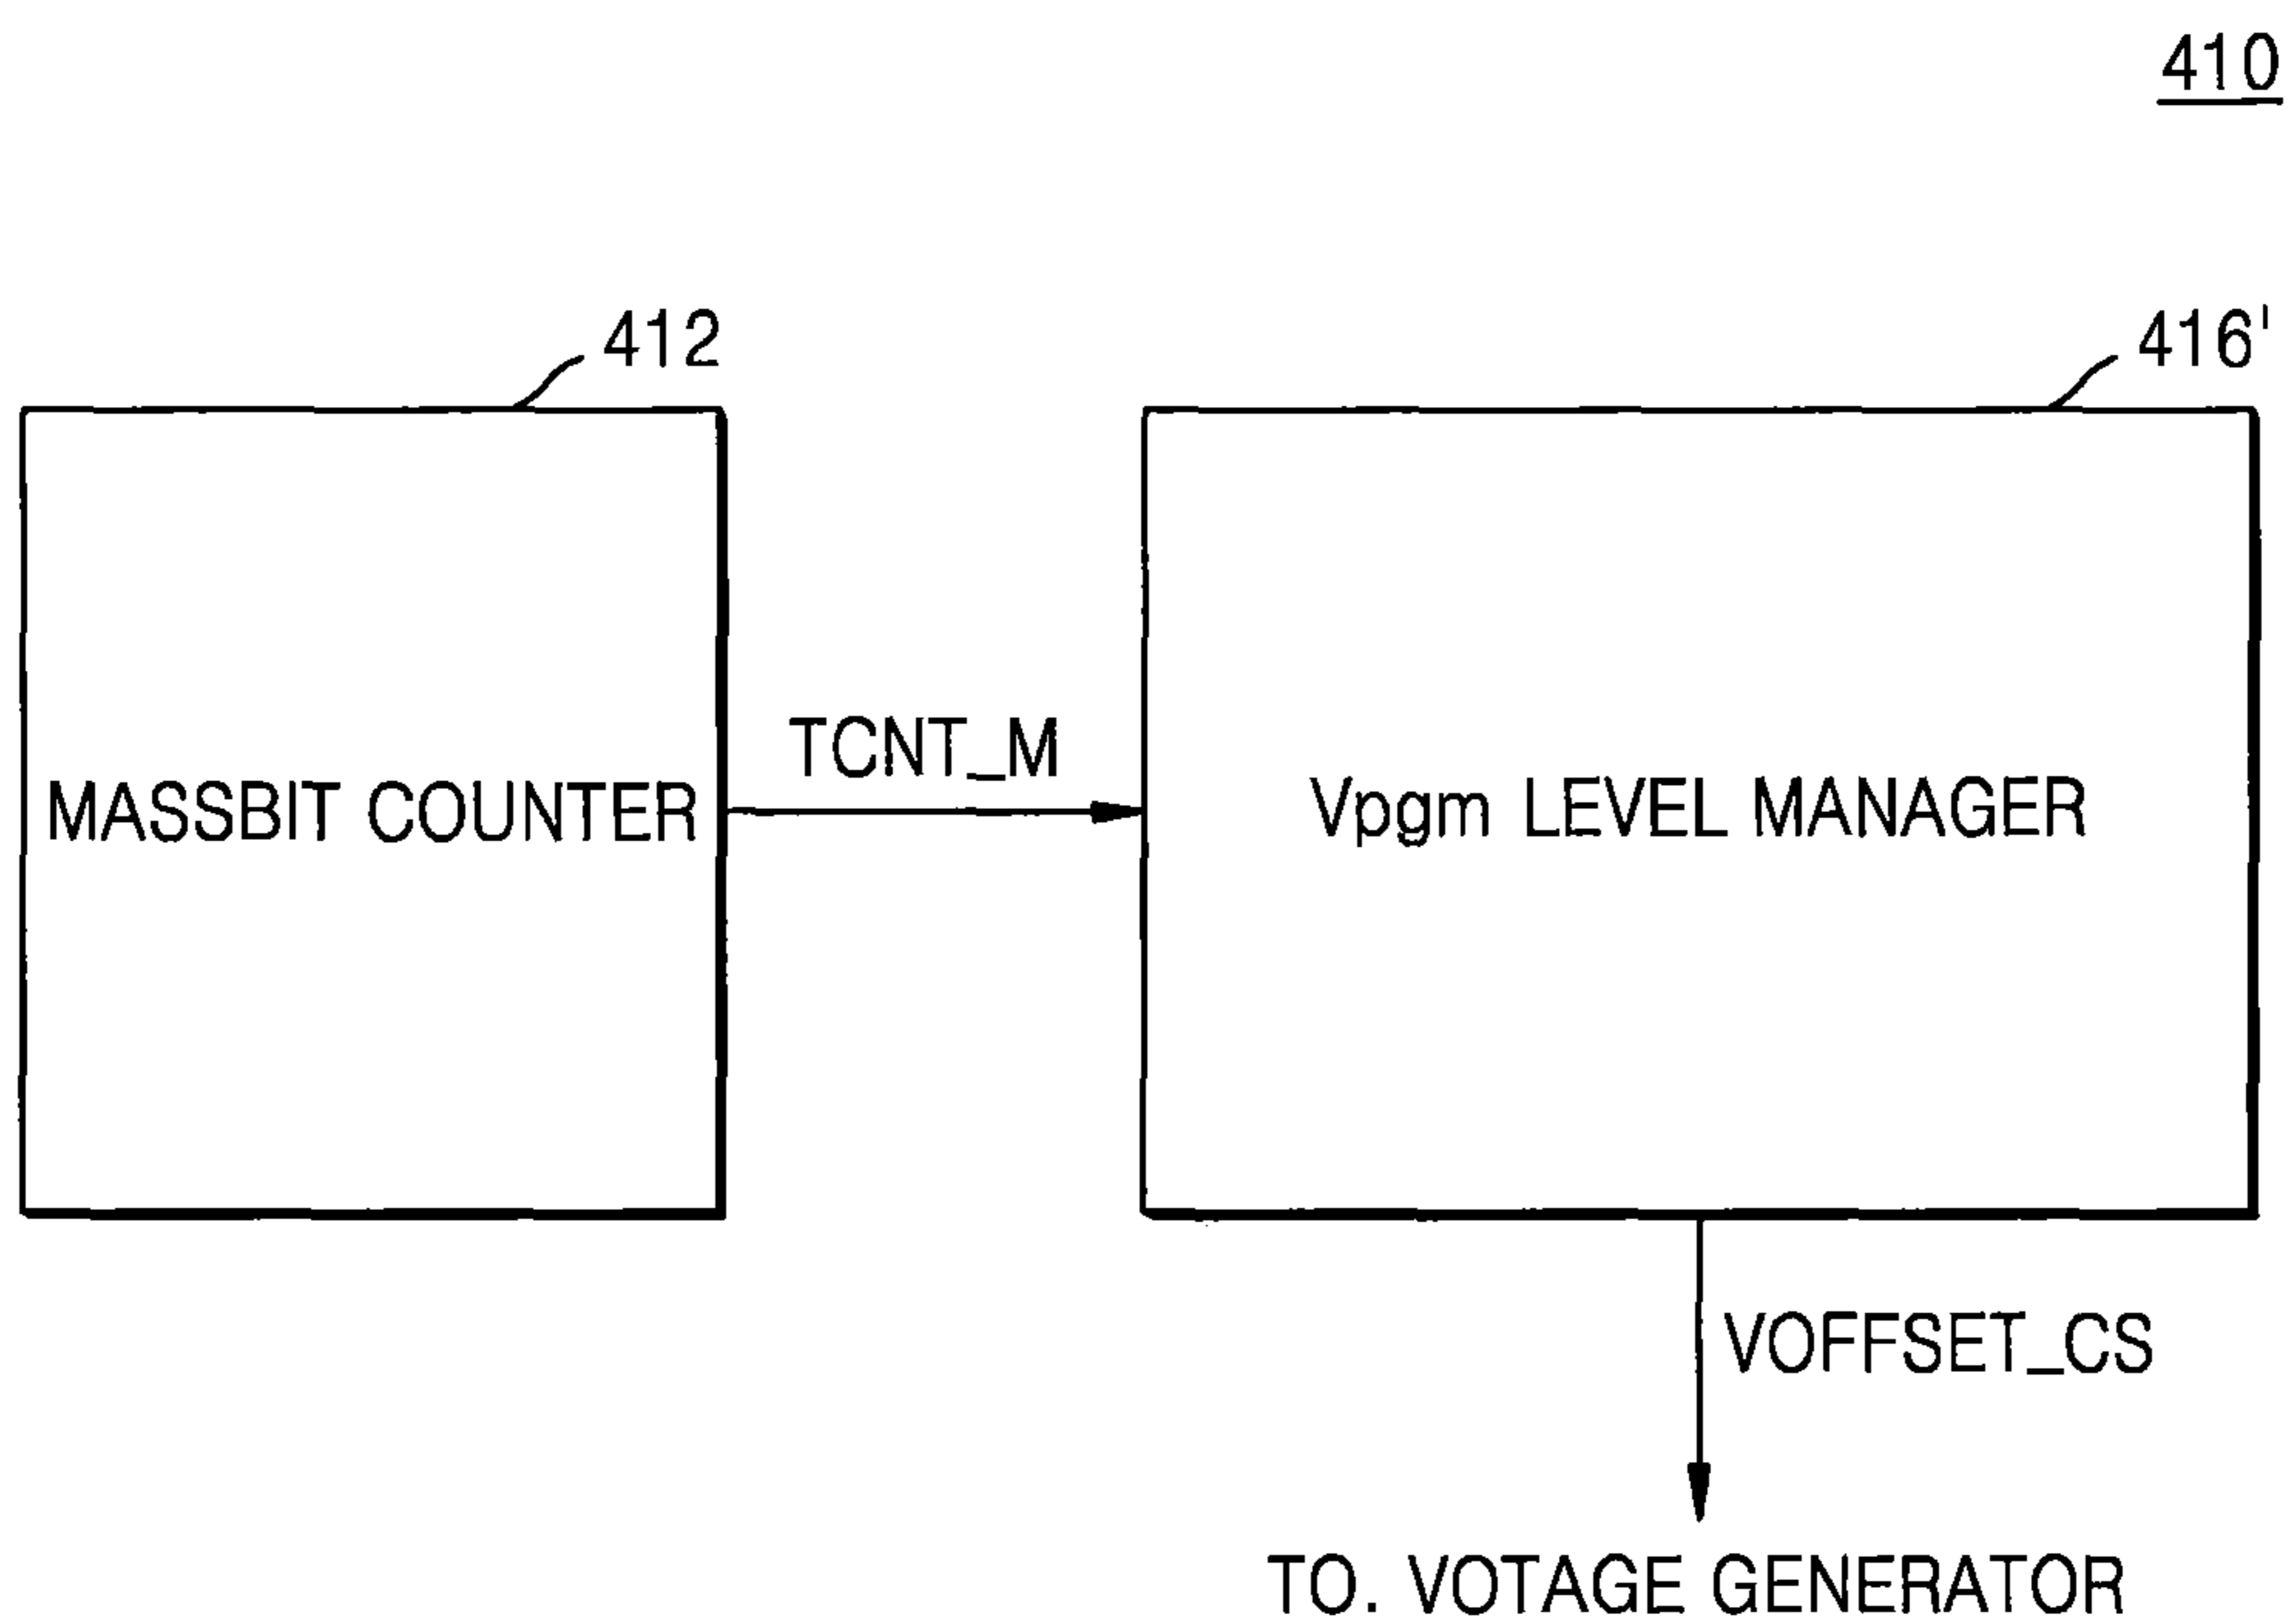 410
412
416'
TCNT_M
MASSBIT COUNTER
Vpgm LEVEL MANAGER
VOFFSET_CS
TO. VOTAGE GENERATOR